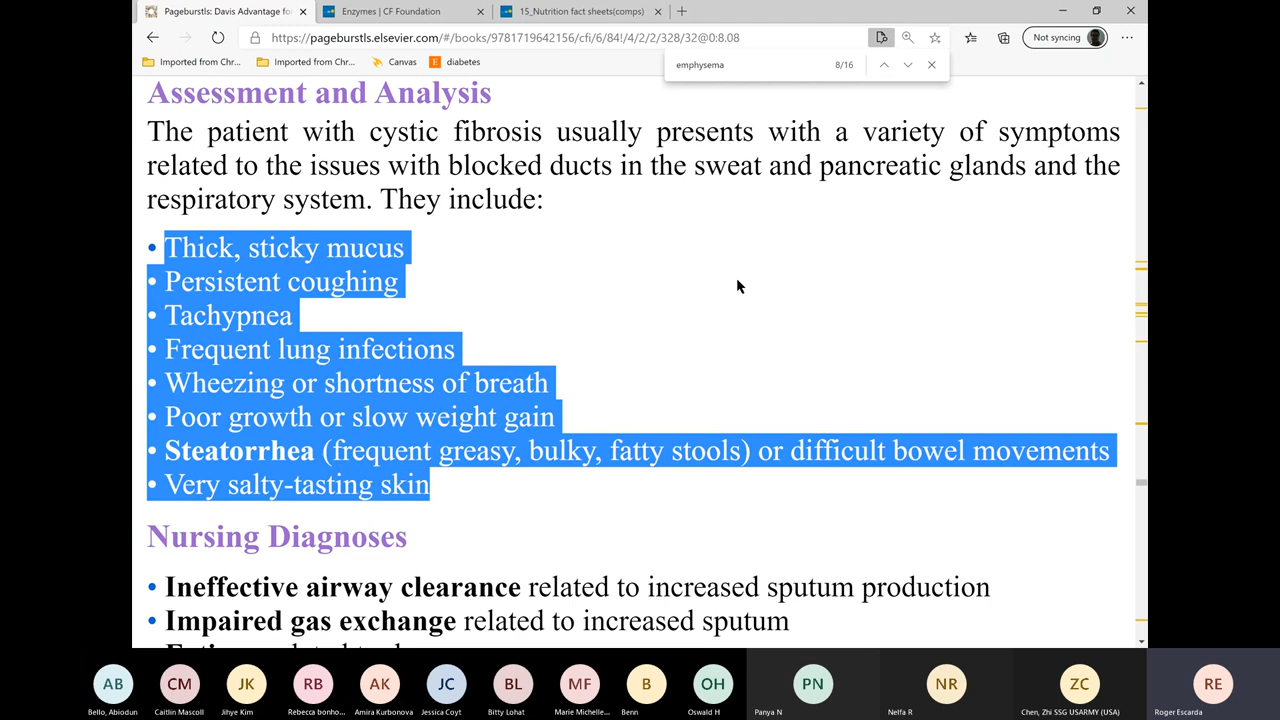 Pageburstls: Davis Advantage fo
Enzymes | CF Foundation
15_Nutrition fact sheets(comps)
https://pageburstls.elsevier.com/#/books/9781719642156/cfi/6/84!/4/2/2/328/32@0:8.08
Not syncing
Imported from Chr...
Imported from Chr...
Canvas
diabetes
emphysema
8/16
Assessment and Analysis
The patient with cystic fibrosis usually presents with a variety of symptoms
related to the issues with blocked ducts in the sweat and pancreatic glands and the
respiratory system. They include:
• Thick, sticky mucus
• Persistent coughing
• Tachypnea
• Frequent lung infections
• Wheezing or shortness of breath
• Poor growth or slow weight gain
• Steatorrhea (frequent greasy, bulky, fatty stools) or difficult bowel movements
• Very salty-tasting skin
Nursing Diagnoses
• Ineffective airway clearance related to increased sputum production
• Impaired gas exchange related to increased sputum
AB
CM
JK
RB
AK
JC
BL
MF
B
OH
PN
NR
ZC
RE
Bello, Abiodun
Caitlin Mascoll
Jihye Kim
Rebecca bonho...
Amira Kurbonova
Jessica Coyt
Bitty Lohat
Marie Michelle...
Benn
Oswald H
Panya N
Nelfa R
Chen, Zhi SSG USARMY (USA)
Roger Escarda